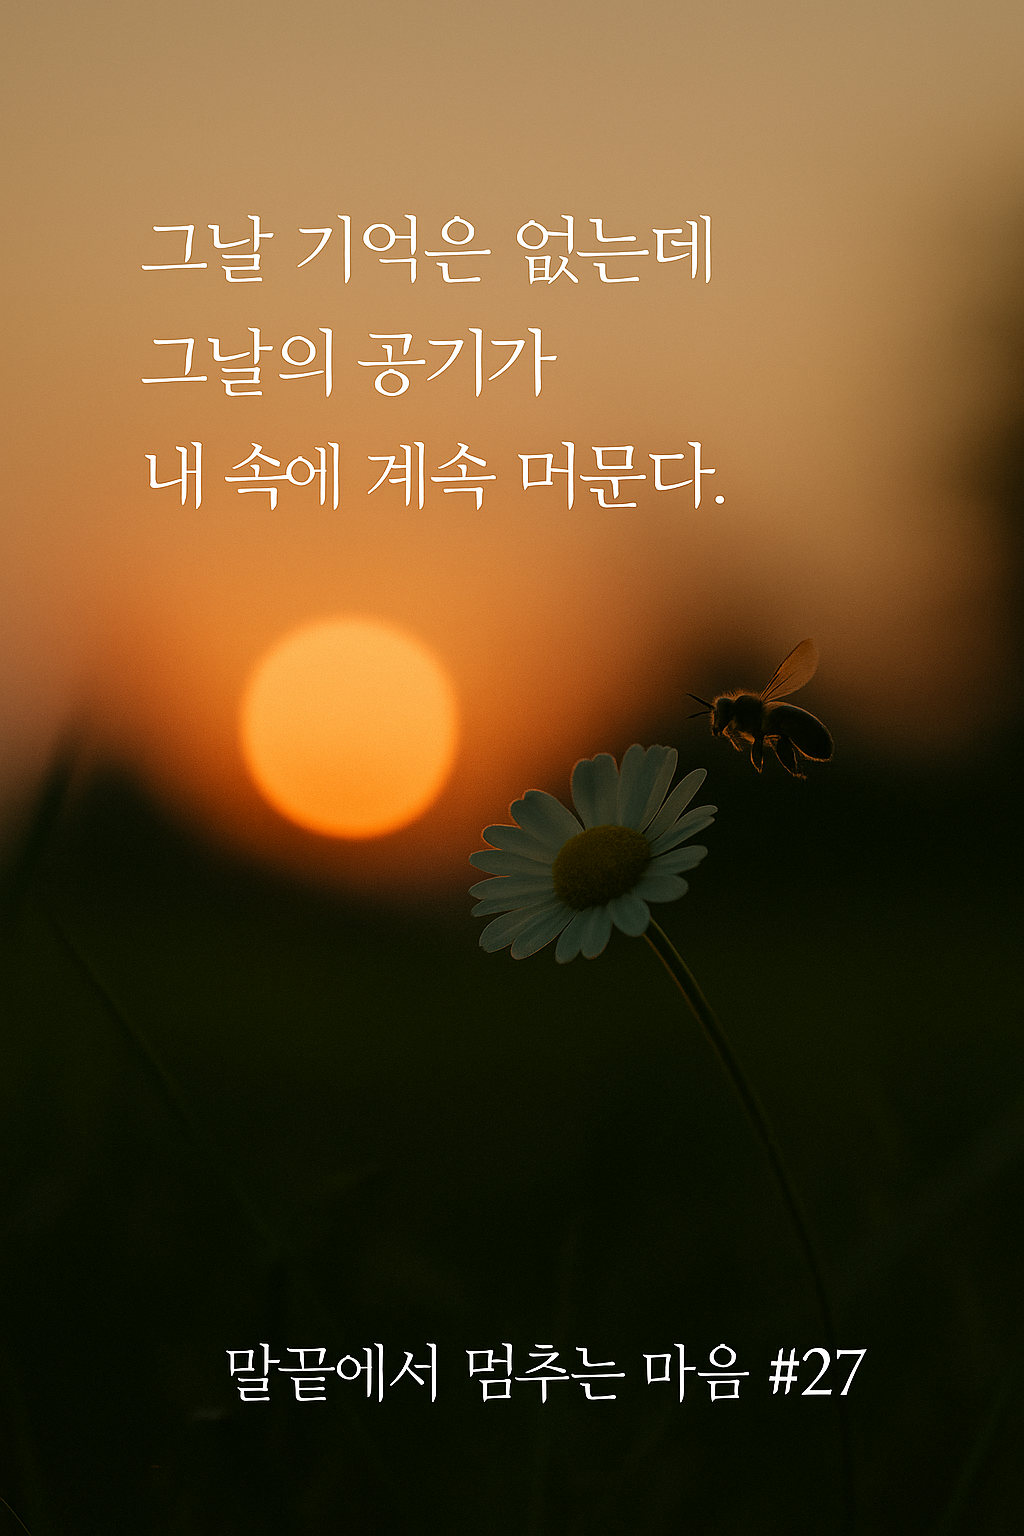 그날 기억은 없는데
그날의 공기가
내 속에 계속 머문다.
말끝에서 멈추는 마음 #27